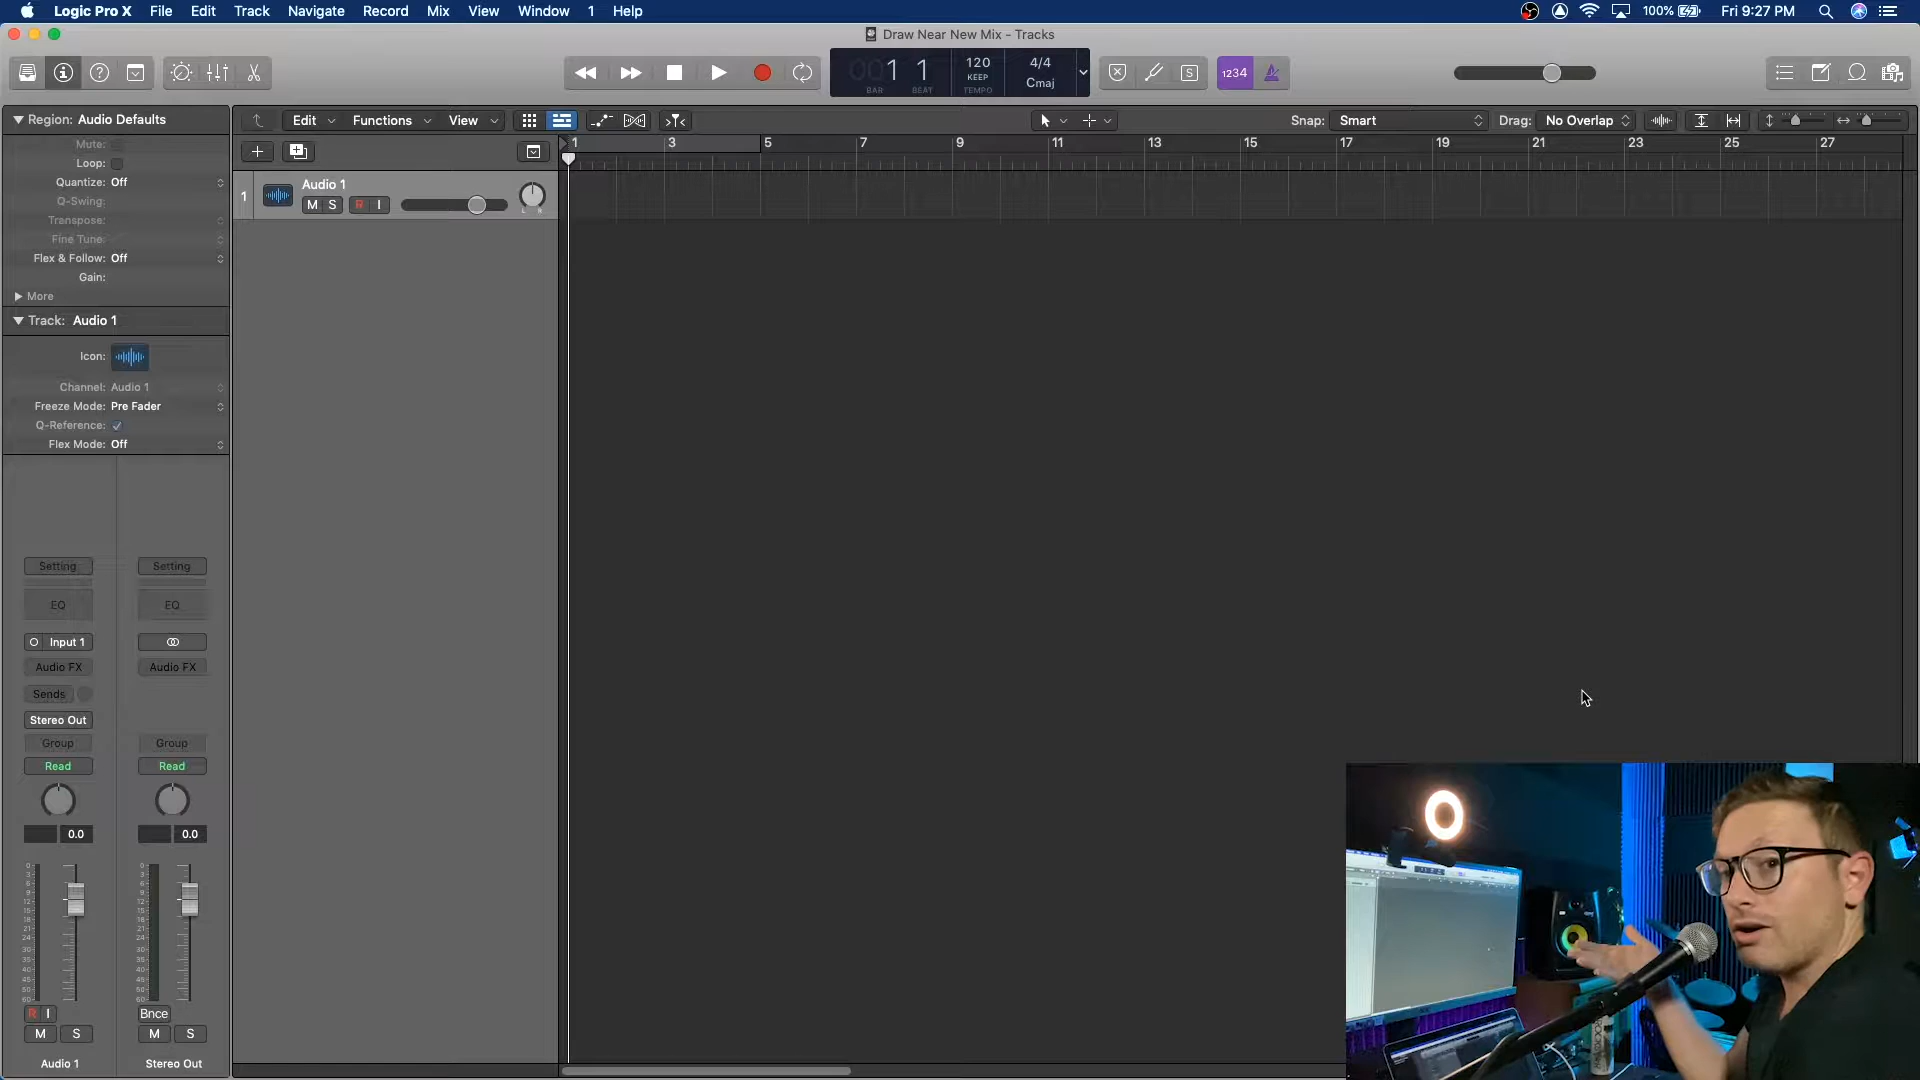 Logic Pro X File Edit Track Navigate Record Mix View Window 1 Help
100% Fri 9:27 PM
Draw Near New Mix - Tracks
001 1
BAR BEAT
120
KEEP
TEMPO
4/4
Cmaj
S
1234
Region: Audio Defaults
Mute:
Loop:
Quantize: Off
Q-Swing:
Transpose:
Fine Tune:
Flex & Follow: Off
Gain:
More
Track: Audio 1
Icon:
Channel: Audio 1
Freeze Mode: Pre Fader
Q-Reference:
Flex Mode: Off
Edit Functions View
Snap: Smart
Drag: No Overlap
1 3 5 7 9 11 13 15 17 19 21 23 25 27
1
Audio 1
M S R I
L R
Setting Setting
EQ EQ
Input 1
Audio FX Audio FX
Sends
Stereo Out
Group Group
Read Read
0.0 0.0
R I Bnce
M S M S
Audio 1 Stereo Out